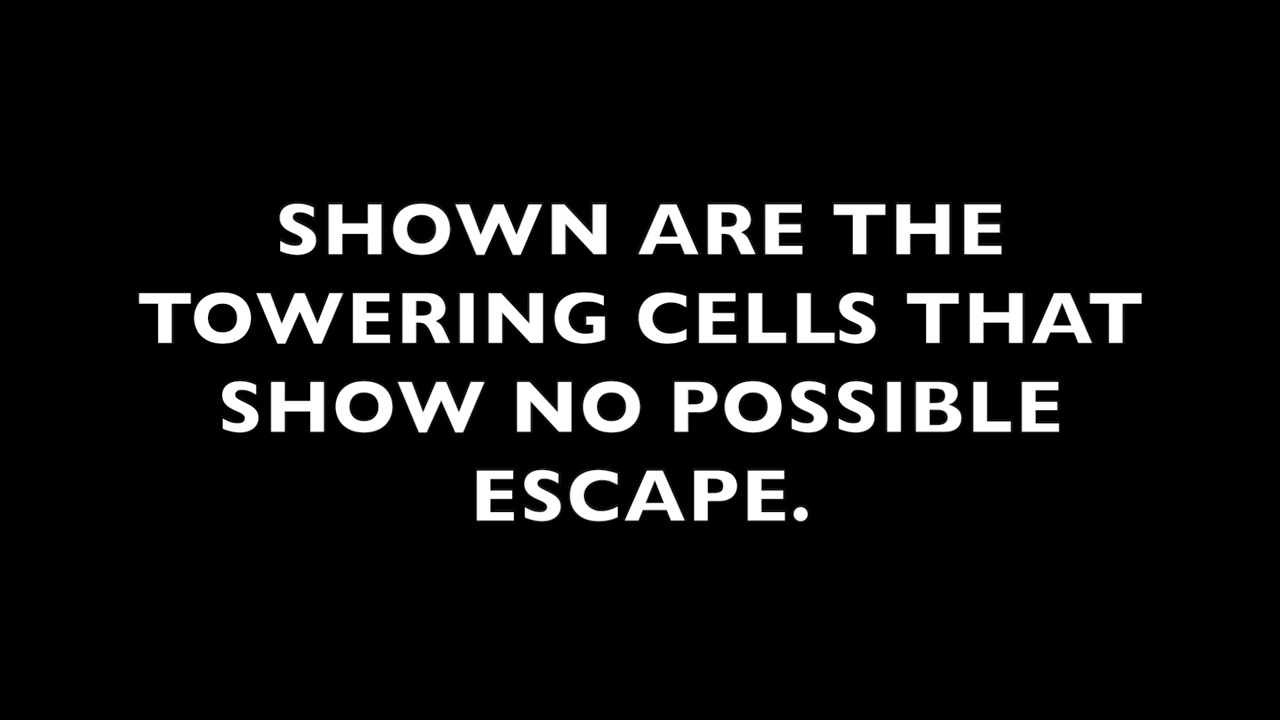 SHOWN ARE THE
TOWERING CELLS THAT
SHOW NO POSSIBLE
ESCAPE.